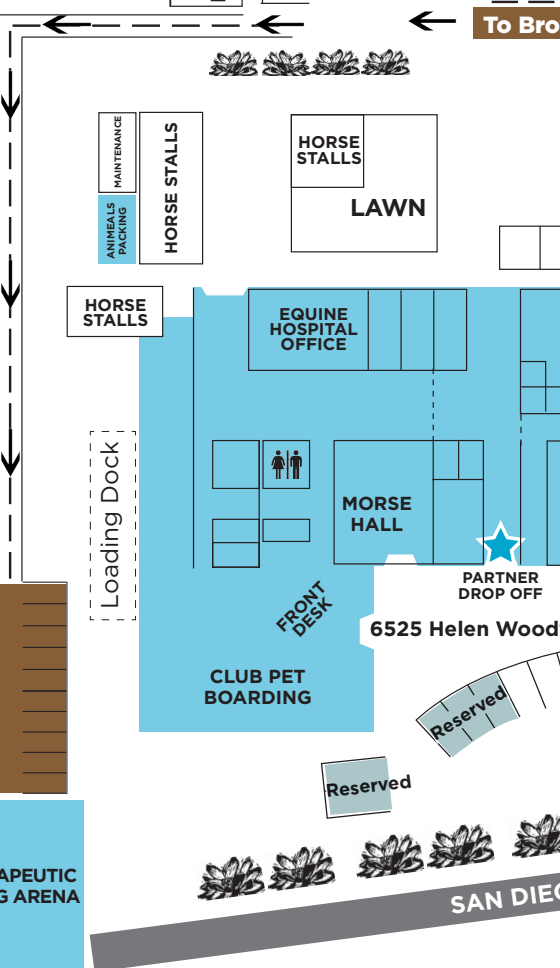 To Bro
MAINTENANCE
HORSE STALLS
ANIMEALS
PACKING
HORSE
STALLS
LAWN
HORSE
STALLS
EQUINE
HOSPITAL
OFFICE
Loading Dock
MORSE
HALL
PARTNER
DROP OFF
FRONT
DESK
6525 Helen Wood
CLUB PET
BOARDING
Reserved
Reserved
APEUTIC
G ARENA
SAN DIEG